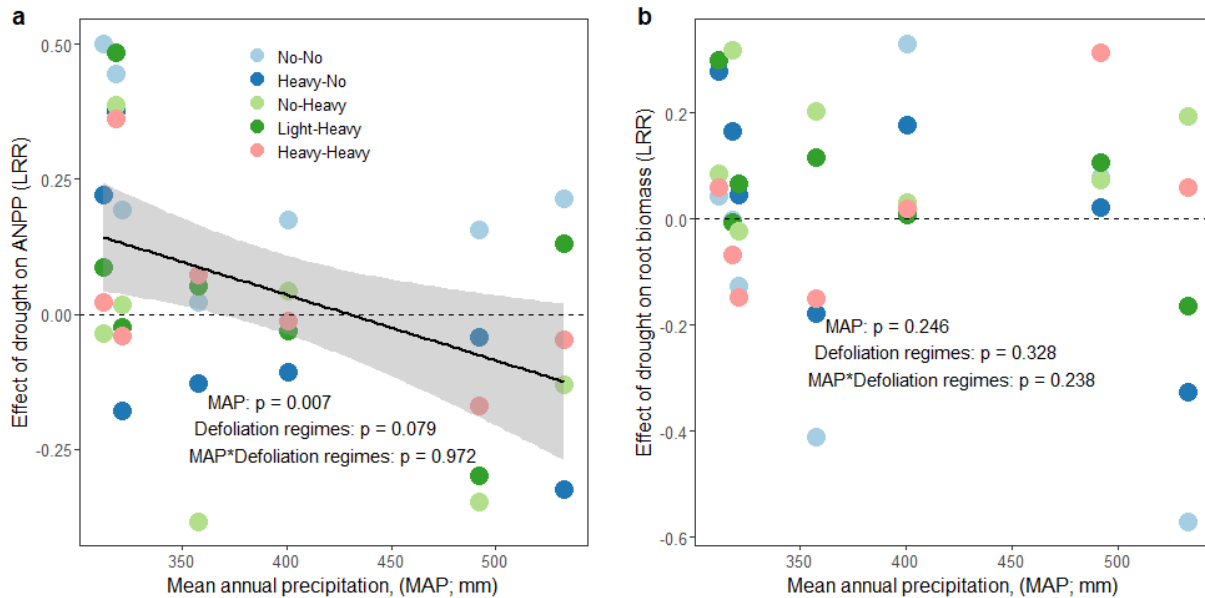 a
Effect of drought on ANPP (LRR)
0.50
0.25
0.00
-0.25
No-No
Heavy-No
No-Heavy
Light-Heavy
Heavy-Heavy
MAP: p = 0.007
Defoliation regimes: p = 0.079
MAP*Defoliation regimes: p = 0.972
350 400 450 500
Mean annual precipitation, (MAP; mm)
b
Effect of drought on root biomass (LRR)
0.2
0.0
-0.2
-0.4
-0.6
MAP: p = 0.246
Defoliation regimes: p = 0.328
MAP*Defoliation regimes: p = 0.238
350 400 450 500
Mean annual precipitation, (MAP; mm)